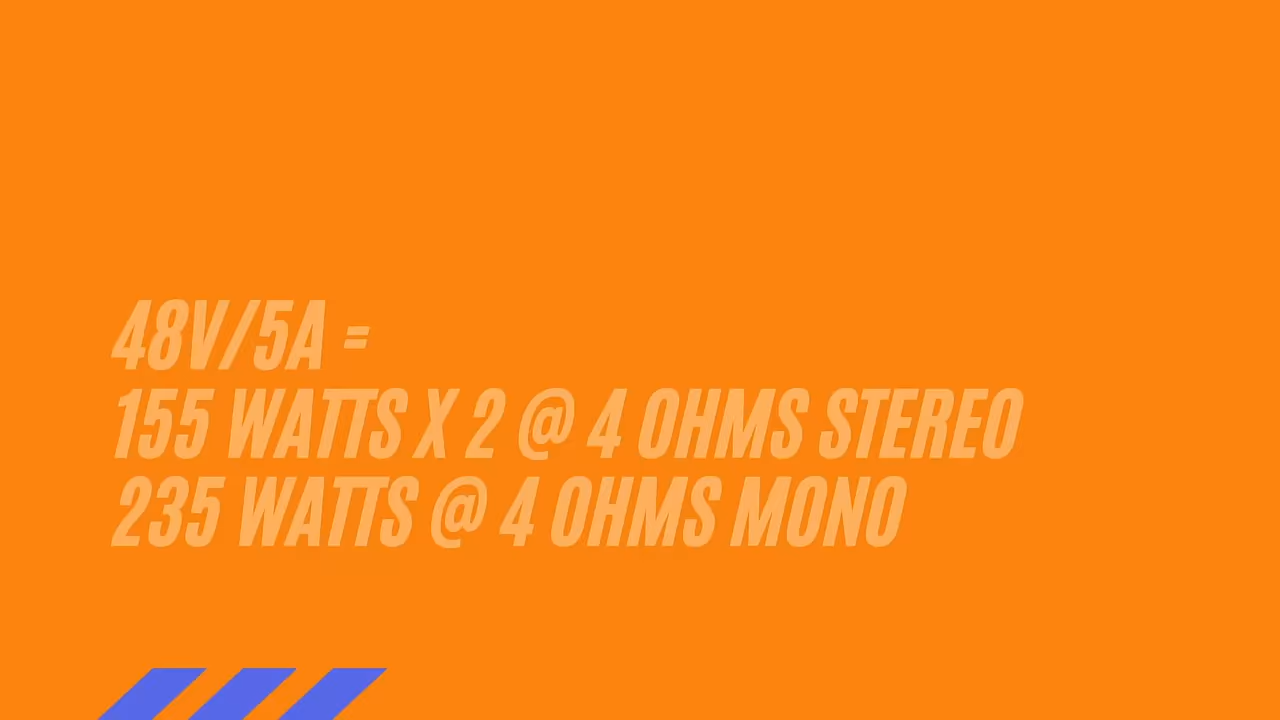 48V/5A =
155 WATTS X 2 @ 4 OHMS STEREO
235 WATTS @ 4 OHMS MONO